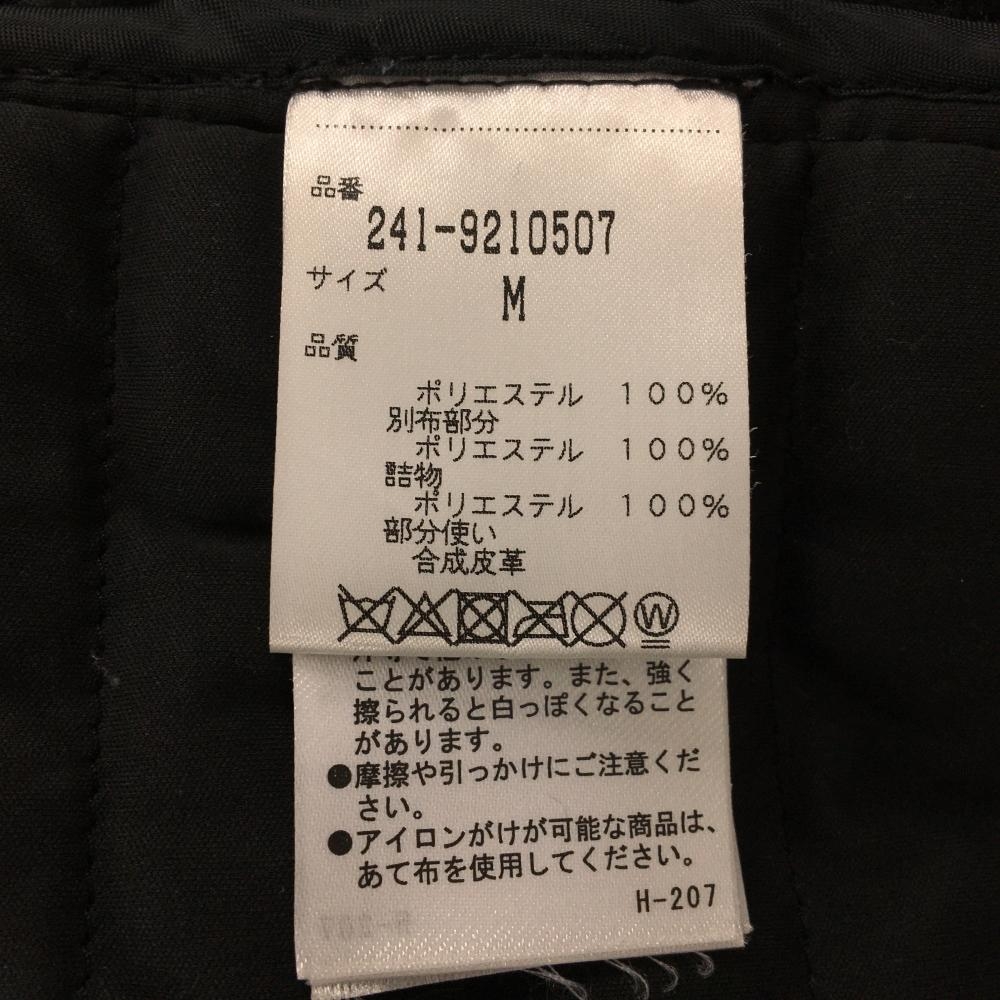 品番
241-9210507
サイズ
M
品質
ポリエステル １００％
別布部分
ポリエステル １００％
詰物
ポリエステル １００％
部分使い
合成皮革
W
ことがあります。また、強く
擦られると白っぽくなること
があります。
●摩擦や引っかけにご注意くだ
さい。
●アイロンがけが可能な商品は、
あて布を使用してください。
H-207